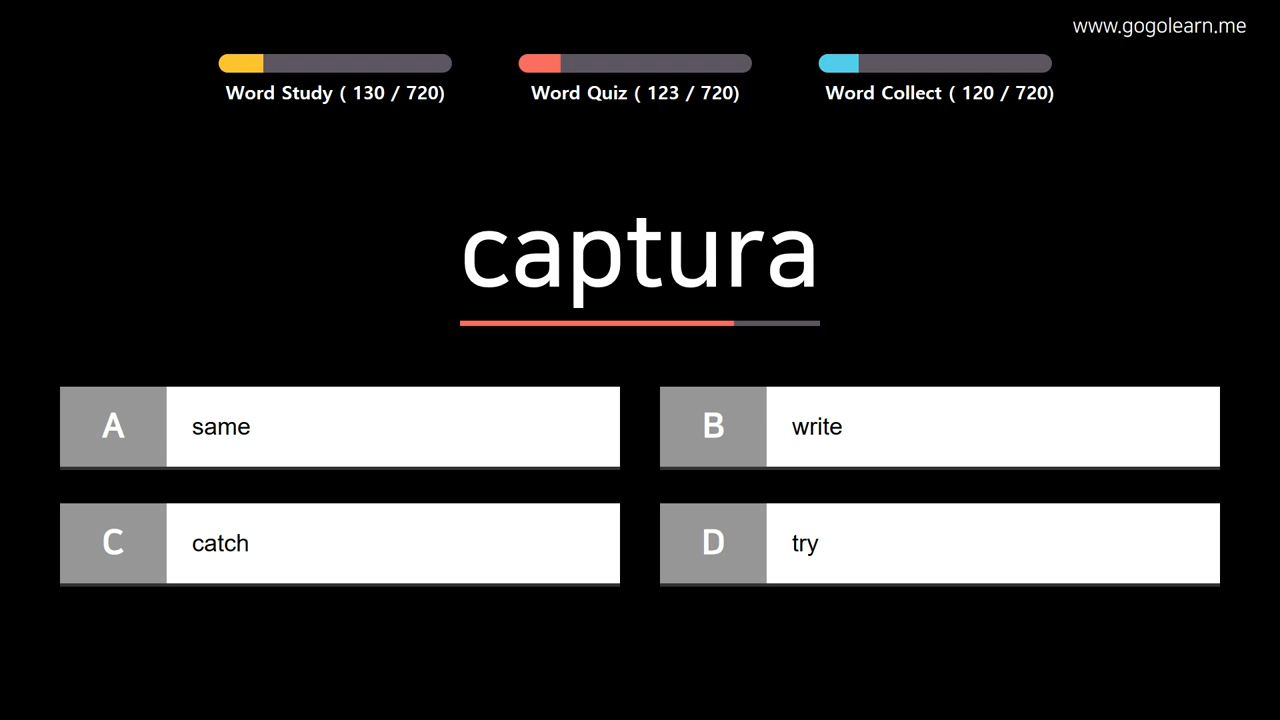 www.gogolearn.me
Word Study ( 130 / 720)
Word Quiz ( 123 / 720)
Word Collect ( 120 / 720)
captura
A
same
B
write
C
catch
D
try